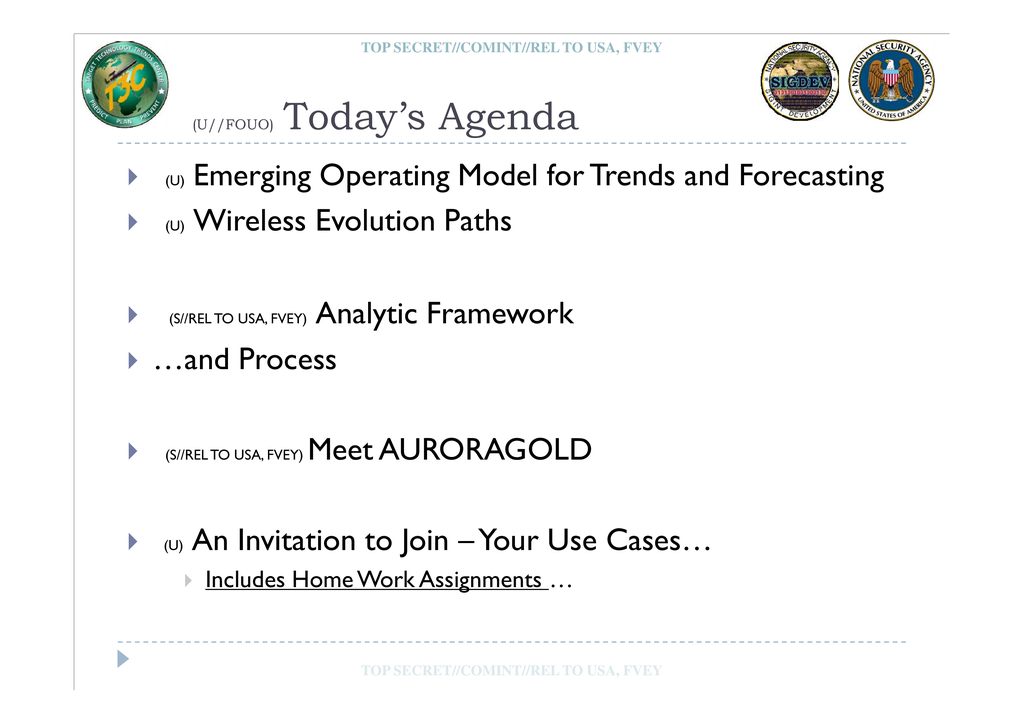 TOP SECRET//COMINT//REL TO USA, FVEY
TARGET TECHNOLOGY TRENDS CENTER
T3C
PREDICT PLAN PREVENT
NATIONAL SECURITY AGENCY
SIGDEV
SIGINT DEVELOPMENT
NATIONAL SECURITY AGENCY
UNITED STATES OF AMERICA
(U//FOUO) Today’s Agenda
(U) Emerging Operating Model for Trends and Forecasting
(U) Wireless Evolution Paths
(S//REL TO USA, FVEY) Analytic Framework
…and Process
(S//REL TO USA, FVEY) Meet AURORAGOLD
(U) An Invitation to Join – Your Use Cases…
Includes Home Work Assignments …
TOP SECRET//COMINT//REL TO USA, FVEY